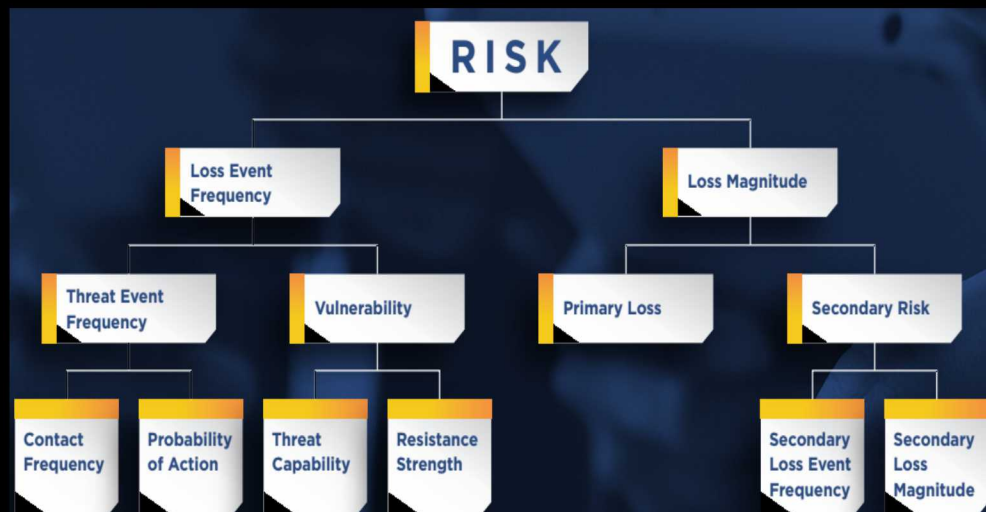 RISK
Loss Event
Frequency
Loss Magnitude
Threat Event
Frequency
Vulnerability
Primary Loss
Secondary Risk
Contact
Frequency
Probability
of Action
Threat
Capability
Resistance
Strength
Secondary
Loss Event
Frequency
Secondary
Loss
Magnitude